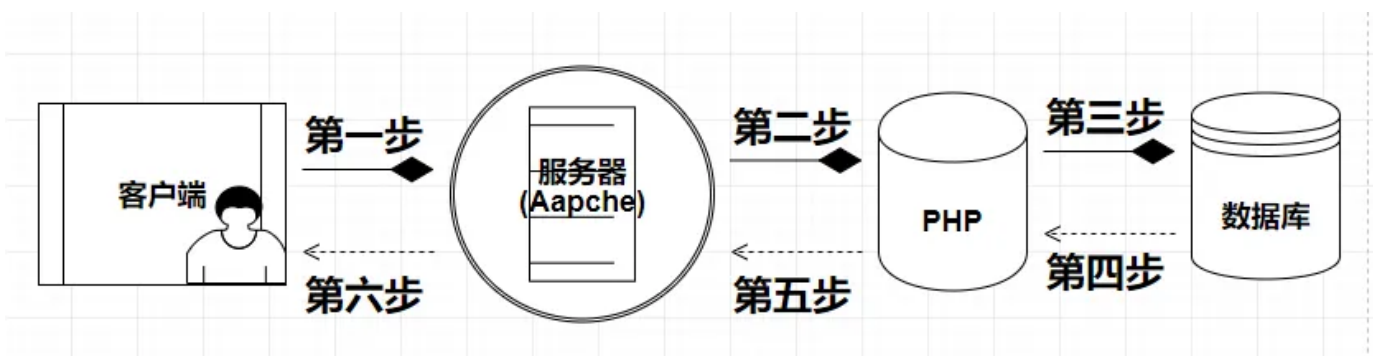 第一步
第二步
第三步
客户端
服务器
(Aapche)
PHP
数据库
第四步
第五步
第六步